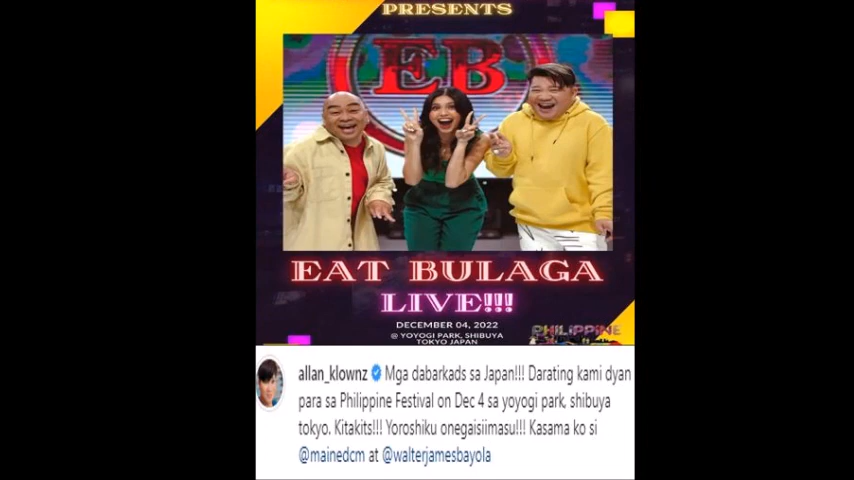 PRESENTS
EB
EAT BULAGA
LIVE!!!
DECEMBER 04, 2022
@ YOYOGI PARK, SHIBUYA
TOKYO JAPAN
PHILIPPINE
allan_klownz Mga dabarkads sa Japan!!! Darating kami dyan
para sa Philippine Festival on Dec 4 sa yoyogi park, shibuya
tokyo. Kitakits!!! Yoroshiku onegaisiimasu!!! Kasama ko si
@mainedcm at @walterjamesbayola